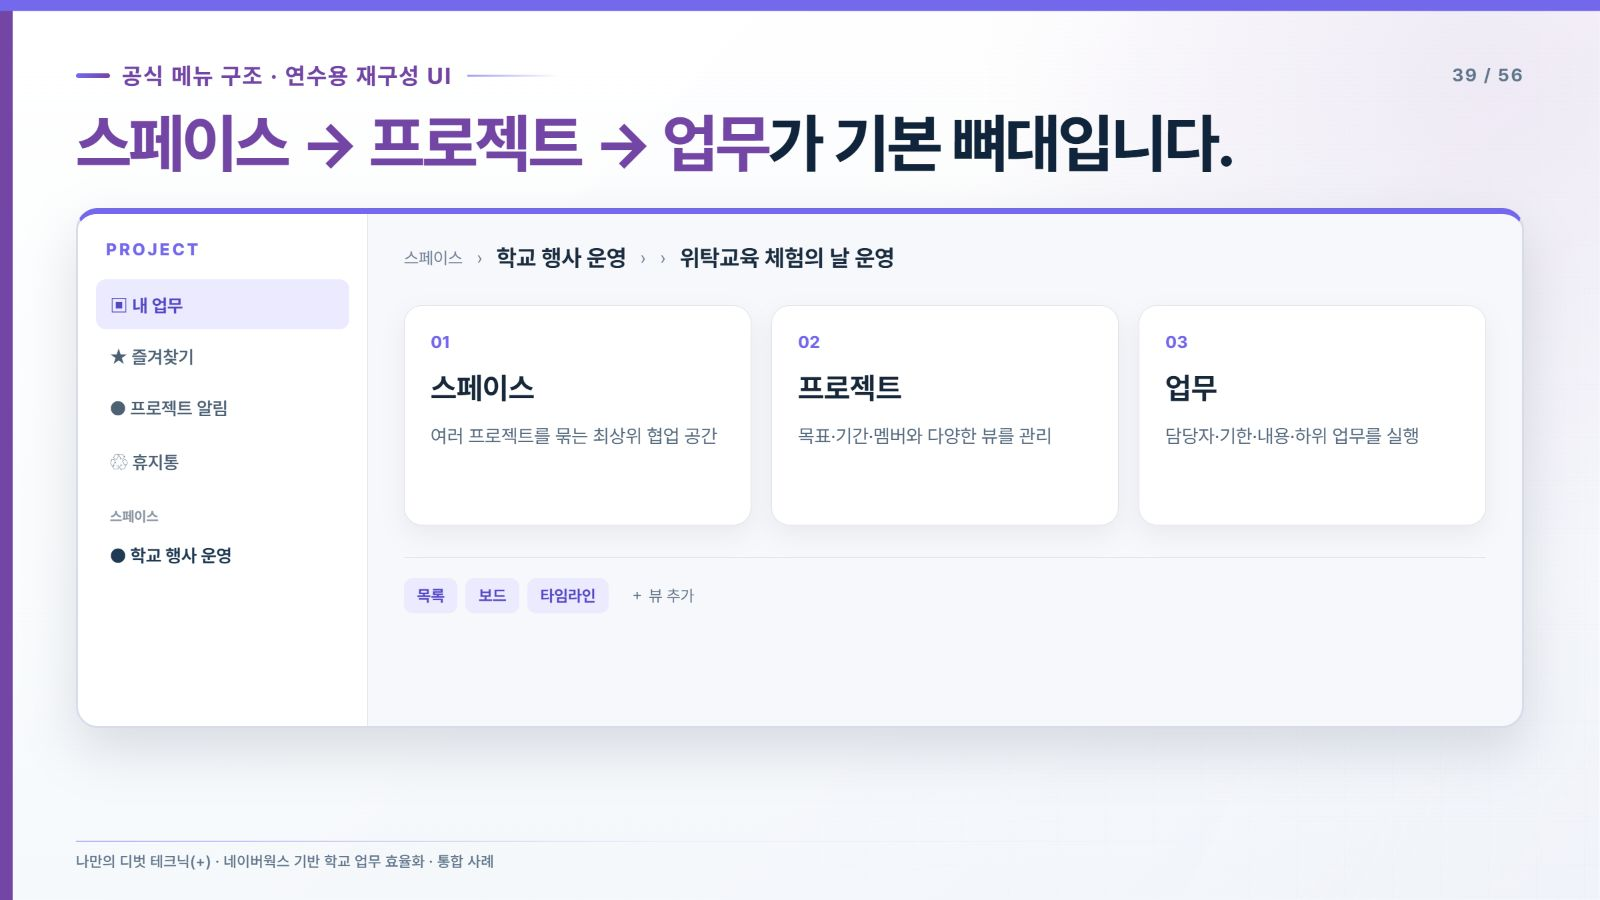 공식 메뉴 구조 · 연수용 재구성 UI
39 / 56
스페이스 → 프로젝트 → 업무가 기본 뼈대입니다.
PROJECT
▣ 내 업무
★ 즐겨찾기
● 프로젝트 알림
♲ 휴지통
스페이스
● 학교 행사 운영
스페이스 › 학교 행사 운영 › › 위탁교육 체험의 날 운영
01
스페이스
여러 프로젝트를 묶는 최상위 협업 공간
02
프로젝트
목표·기간·멤버와 다양한 뷰를 관리
03
업무
담당자·기한·내용·하위 업무를 실행
목록 보드 타임라인 + 뷰 추가
나만의 디벗 테크닉(+) · 네이버웍스 기반 학교 업무 효율화 · 통합 사례